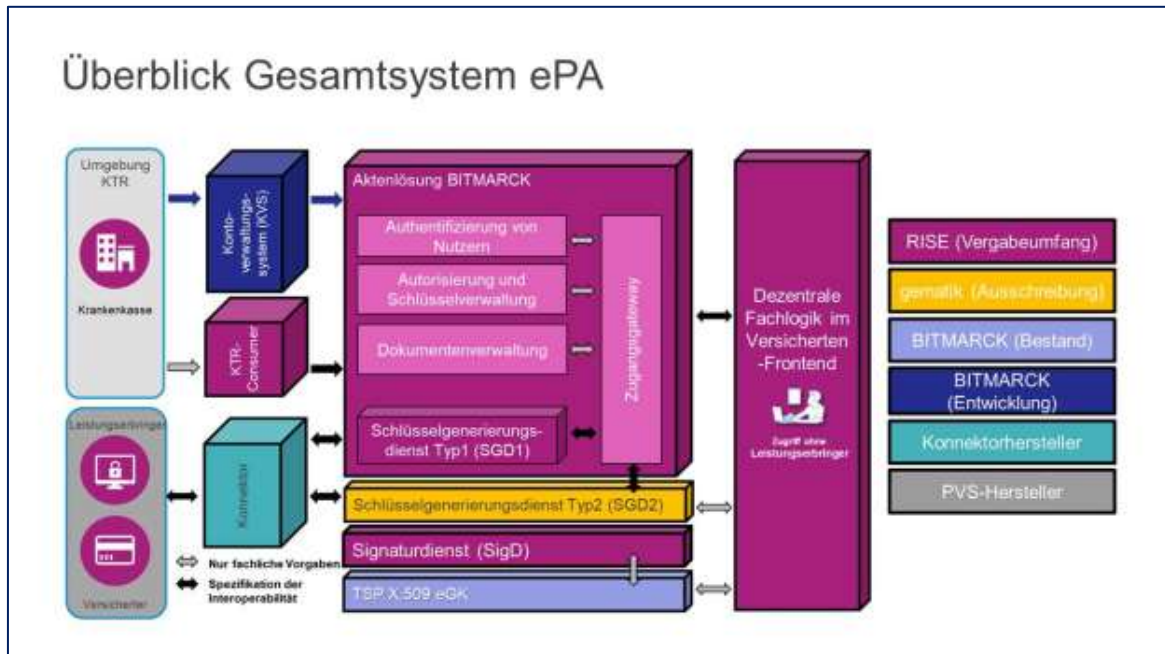 Überblick Gesamtsystem ePA
Umgebung
KTR
Krankenkasse
Konto-
verwaltungs-
system (KVS)
KTR-
Consumer
Leistungserbringer
Versicherter
Konnektor
Aktenlösung BITMARCK
Authentifizierung von
Nutzern
Autorisierung und
Schlüsselverwaltung
Dokumentenverwaltung
Schlüsselgenerierungs-
dienst Typ1 (SGD1)
Zugangsgateway
Schlüsselgenerierungsdienst Typ2 (SGD2)
Signaturdienst (SigD)
TSP X.509 eGK
Nur fachliche Vorgaben
Spezifikation der
Interoperabilität
Dezentrale
Fachlogik im
Versicherten
-Frontend
Zugriff ohne
Leistungserbringer
RISE (Vergabeumfang)
gematik (Ausschreibung)
BITMARCK (Bestand)
BITMARCK
(Entwicklung)
Konnektorhersteller
PVS-Hersteller